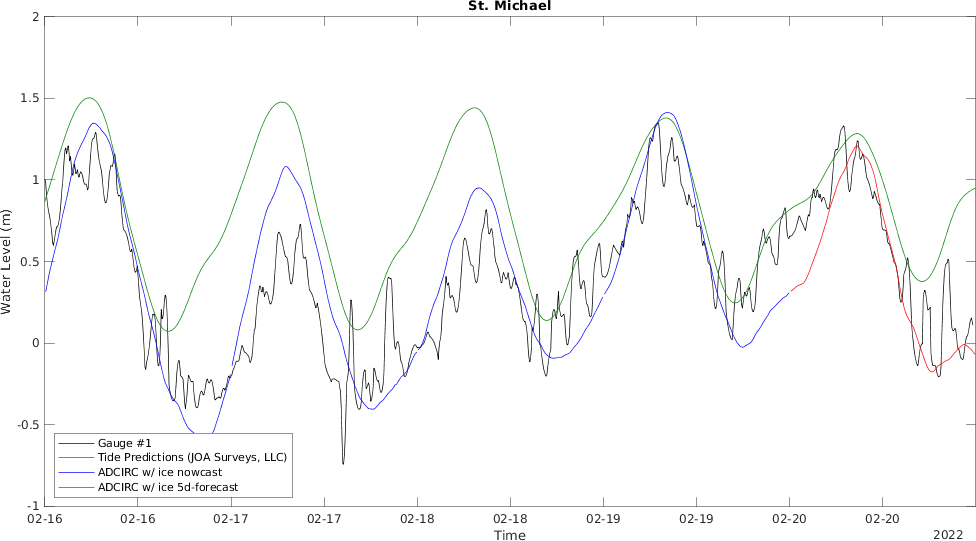 St. Michael
2
1.5
1
0.5
0
-0.5
-1
Water Level (m)
Gauge #1
Tide Predictions (JOA Surveys, LLC)
ADCIRC w/ ice nowcast
ADCIRC w/ ice 5d-forecast
02-16 02-16 02-17 02-17 02-18 02-18 02-19 02-19 02-20 02-20
Time
2022